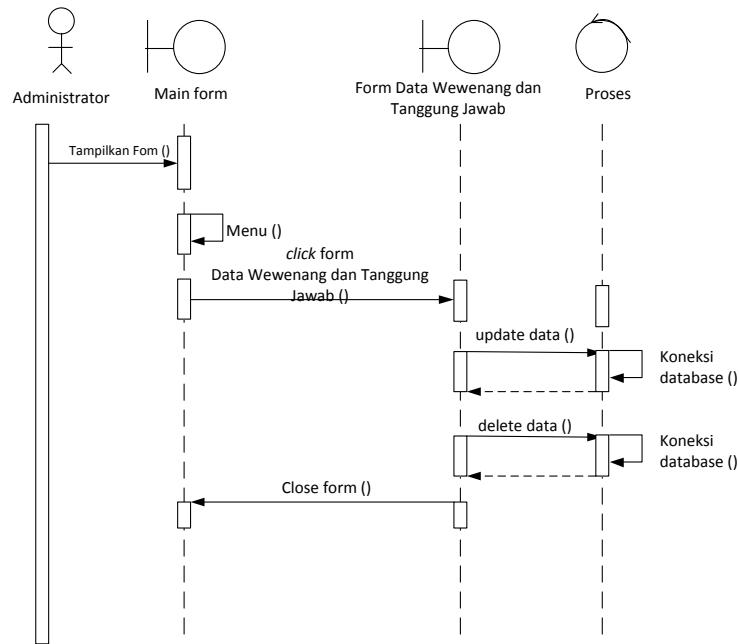 Administrator
Main form
Form Data Wewenang dan
Tanggung Jawab
Proses
Tampilkan Fom ()
Menu ()
click form
Data Wewenang dan Tanggung
Jawab ()
update data ()
Koneksi
database ()
delete data ()
Koneksi
database ()
Close form ()